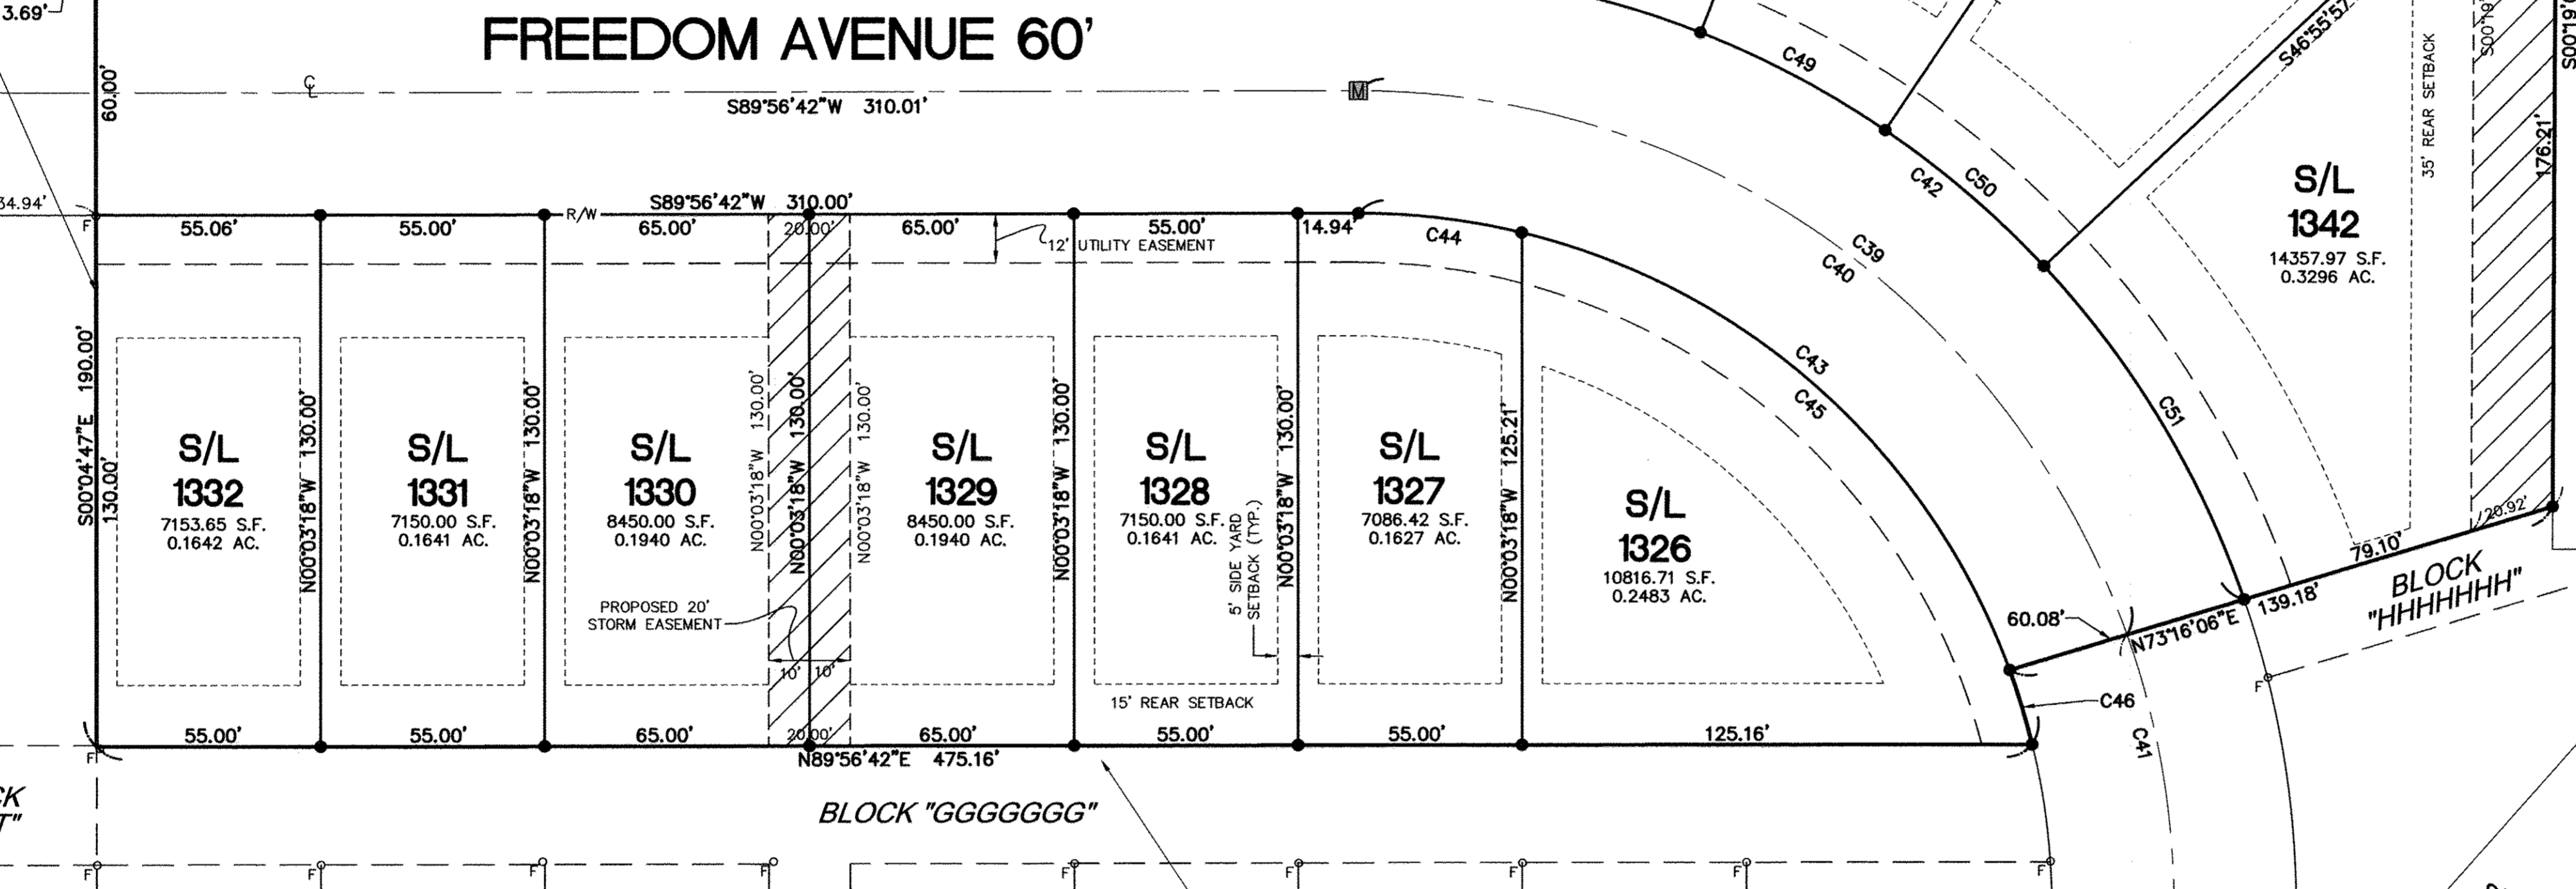 3.69'
FREEDOM AVENUE 60'
60.00'
S89°56'42"W 310.01'
M
C49
C50
C42
C39
C40
S46°55'57
35' REAR SETBACK
S00°19'
S00°19'0
176.21'
34.94'
F
S89°56'42"W 310.00'
R/W
55.06'
55.00'
65.00'
20.00'
65.00'
55.00'
14.94'
C44
12' UTILITY EASEMENT
S00°04'47"E 190.00'
130.00'
N00°03'18"W 130.00'
N00°03'18"W 130.00'
N00°03'18"W 130.00'
N00°03'18"W 130.00'
N00°03'18"W 130.00'
N00°03'18"W 130.00'
N00°03'18"W 130.00'
N00°03'18"W 125.21'
S/L
1332
7153.65 S.F.
0.1642 AC.
S/L
1331
7150.00 S.F.
0.1641 AC.
S/L
1330
8450.00 S.F.
0.1940 AC.
S/L
1329
8450.00 S.F.
0.1940 AC.
S/L
1328
7150.00 S.F.
0.1641 AC.
S/L
1327
7086.42 S.F.
0.1627 AC.
S/L
1326
10816.71 S.F.
0.2483 AC.
S/L
1342
14357.97 S.F.
0.3296 AC.
C43
C45
C51
PROPOSED 20'
STORM EASEMENT
10'
10'
5' SIDE YARD
SETBACK (TYP.)
15' REAR SETBACK
20.92'
79.10'
139.18'
N73°16'06"E
60.08'
BLOCK
"HHHHHHH"
F
C46
C41
55.00'
55.00'
65.00'
20.00'
65.00'
55.00'
55.00'
125.16'
N89°56'42"E 475.16'
F
CK
T"
BLOCK "GGGGGGG"
F
F
F
F
F
F
F
F
F